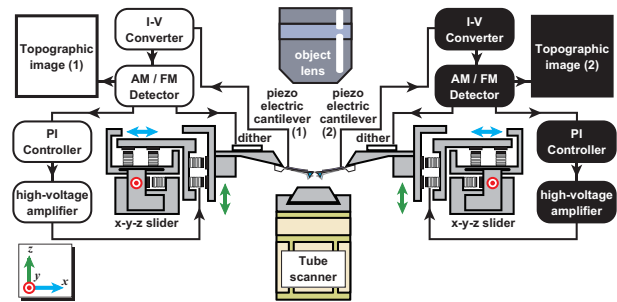 I-V
Converter
Topographic
image (1)
AM / FM
Detector
PI
Controller
high-voltage
amplifier
dither
x-y-z slider
piezo
electric
cantilever
(1)
object
lens
piezo
electric
cantilever
(2)
Tube
scanner
I-V
Converter
AM / FM
Detector
Topographic
image (2)
dither
PI
Controller
high-voltage
amplifier
x-y-z slider
z
y
x